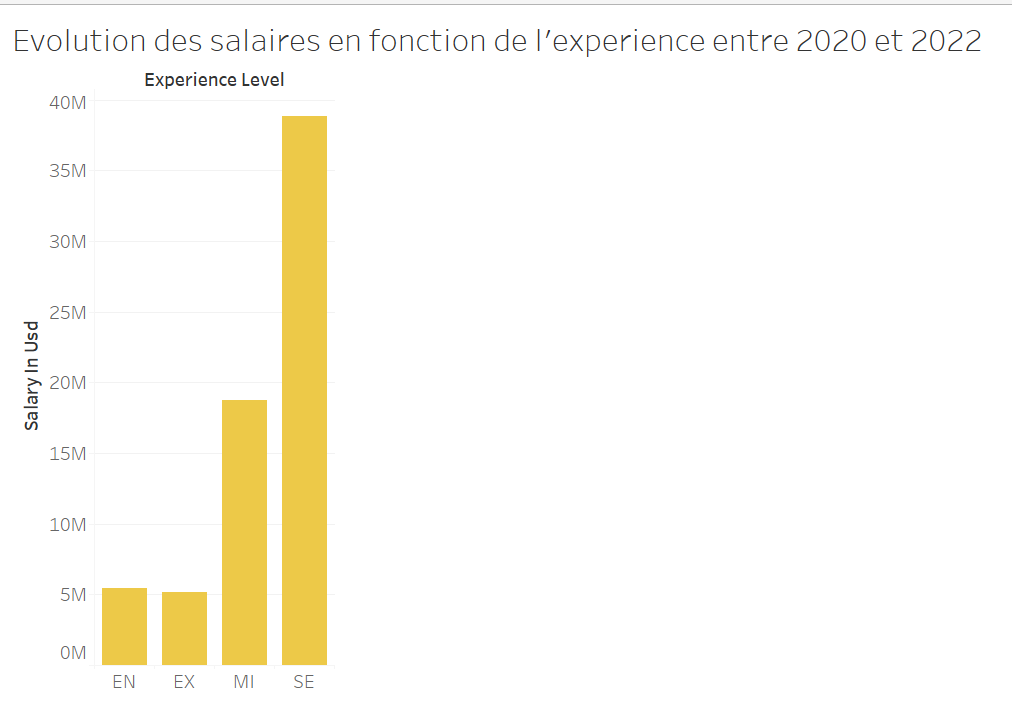 Evolution des salaires en fonction de l'experience entre 2020 et 2022
Experience Level
40M
35M
30M
25M
20M
15M
10M
5M
0M
Salary In Usd
EN EX MI SE